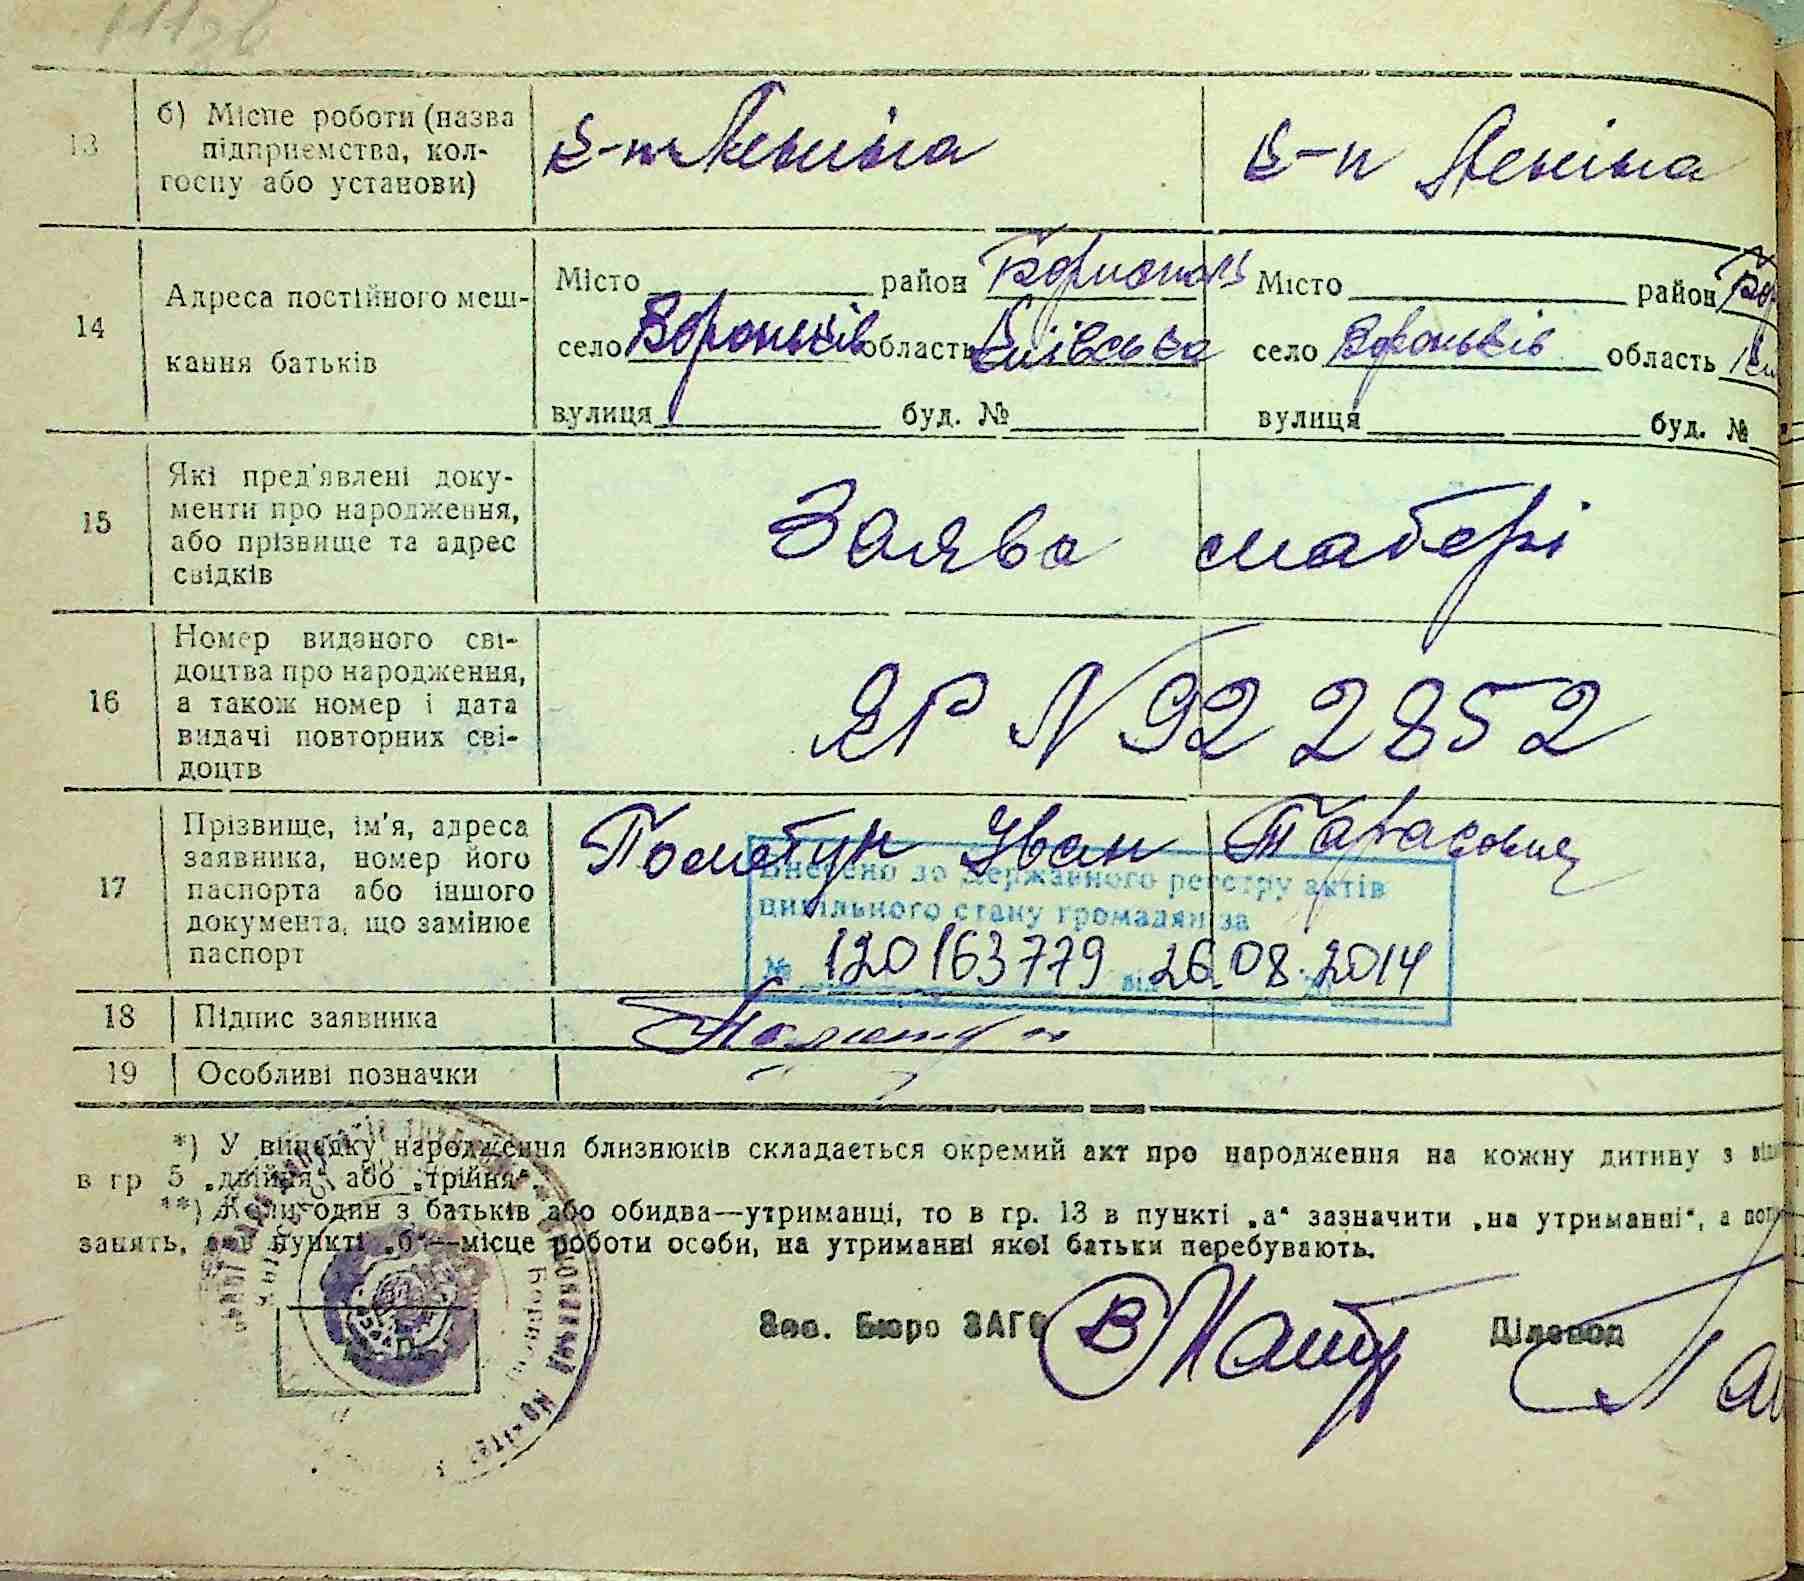 13 б) Місце роботи (назва підприємства, кол-
госпу або установи)
к-п Леніна к-п Леніна
14 Адреса постійного меш-
кання батьків
Місто район Бориспіль Місто район Бор
село Вороньків область Київська село Вороньків область Ки
вулиця буд. № вулиця буд. №
15 Які пред'явлені доку-
менти про народження,
або прізвище та адрес
свідків
Заява матері
16 Номер виданого сві-
доцтва про народження,
а також номер і дата
видачі повторних сві-
доцтв
ЯР N 922852
17 Прізвище, ім'я, адреса
заявника, номер його
паспорта або іншого
документа, що замінює
паспорт
Пометун Іван Тарасович
Внесено до Державного реєстру актів
цивільного стану громадян за
№ 120163779 від 26.08.2014
18 Підпис заявника
19 Особливі позначки
*) У випадку народження близнюків складається окремий акт про народження на кожну дитину з
в гр 5 „двійня“ або „трійня“.
**) Коли один з батьків або обидва—утриманці, то в гр. 13 в пункті „а“ зазначити „на утриманні“, а
занять, а в пункті „б“—місце роботи особи, на утриманні якої батьки перебувають.
Зав. Бюро ЗАГС Діловод